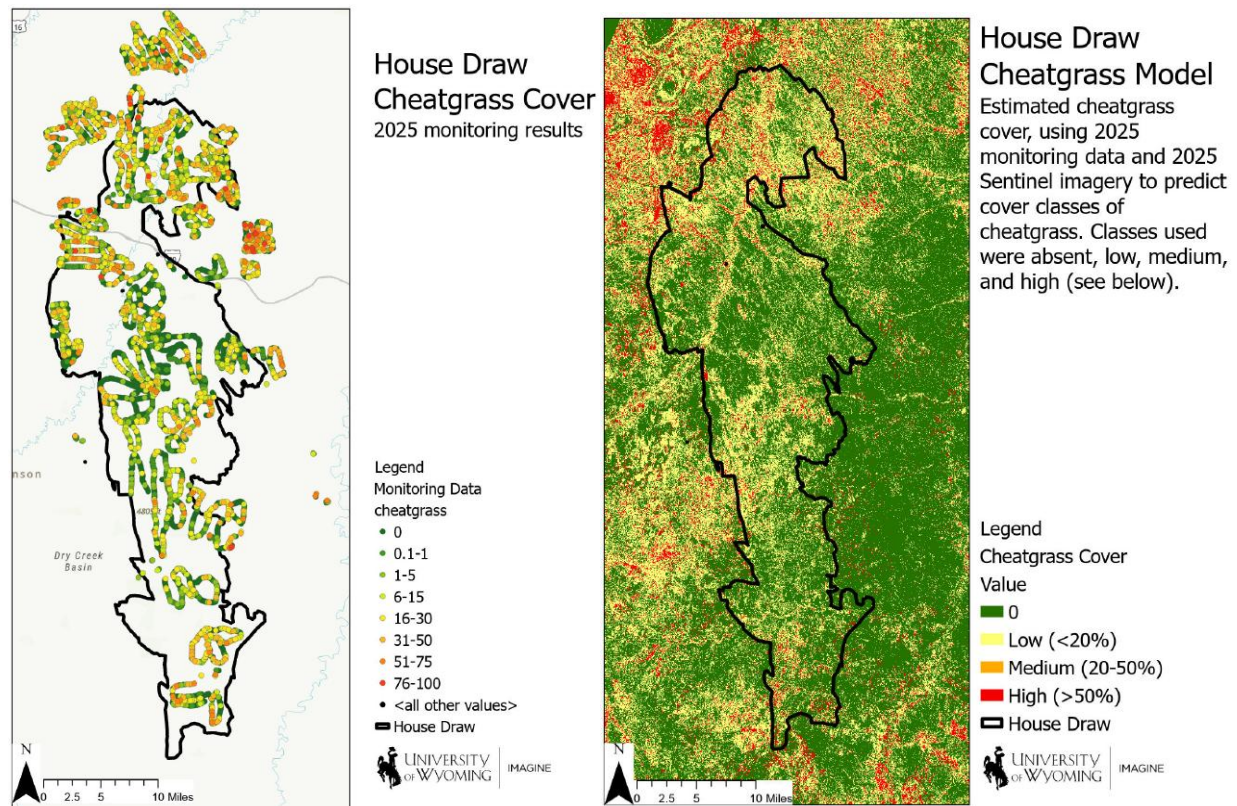 16
House Draw
Cheatgrass Cover
2025 monitoring results
nson
Dry Creek
Basin
Legend
Monitoring Data
cheatgrass
0
0.1-1
1-5
6-15
16-30
31-50
51-75
76-100
<all other values>
House Draw
N
0 2.5 5 10 Miles
UNIVERSITY
OF WYOMING
IMAGINE
House Draw
Cheatgrass Model
Estimated cheatgrass
cover, using 2025
monitoring data and 2025
Sentinel imagery to predict
cover classes of
cheatgrass. Classes used
were absent, low, medium,
and high (see below).
Legend
Cheatgrass Cover
Value
0
Low (<20%)
Medium (20-50%)
High (>50%)
House Draw
N
0 2.5 5 10 Miles
UNIVERSITY
OF WYOMING
IMAGINE